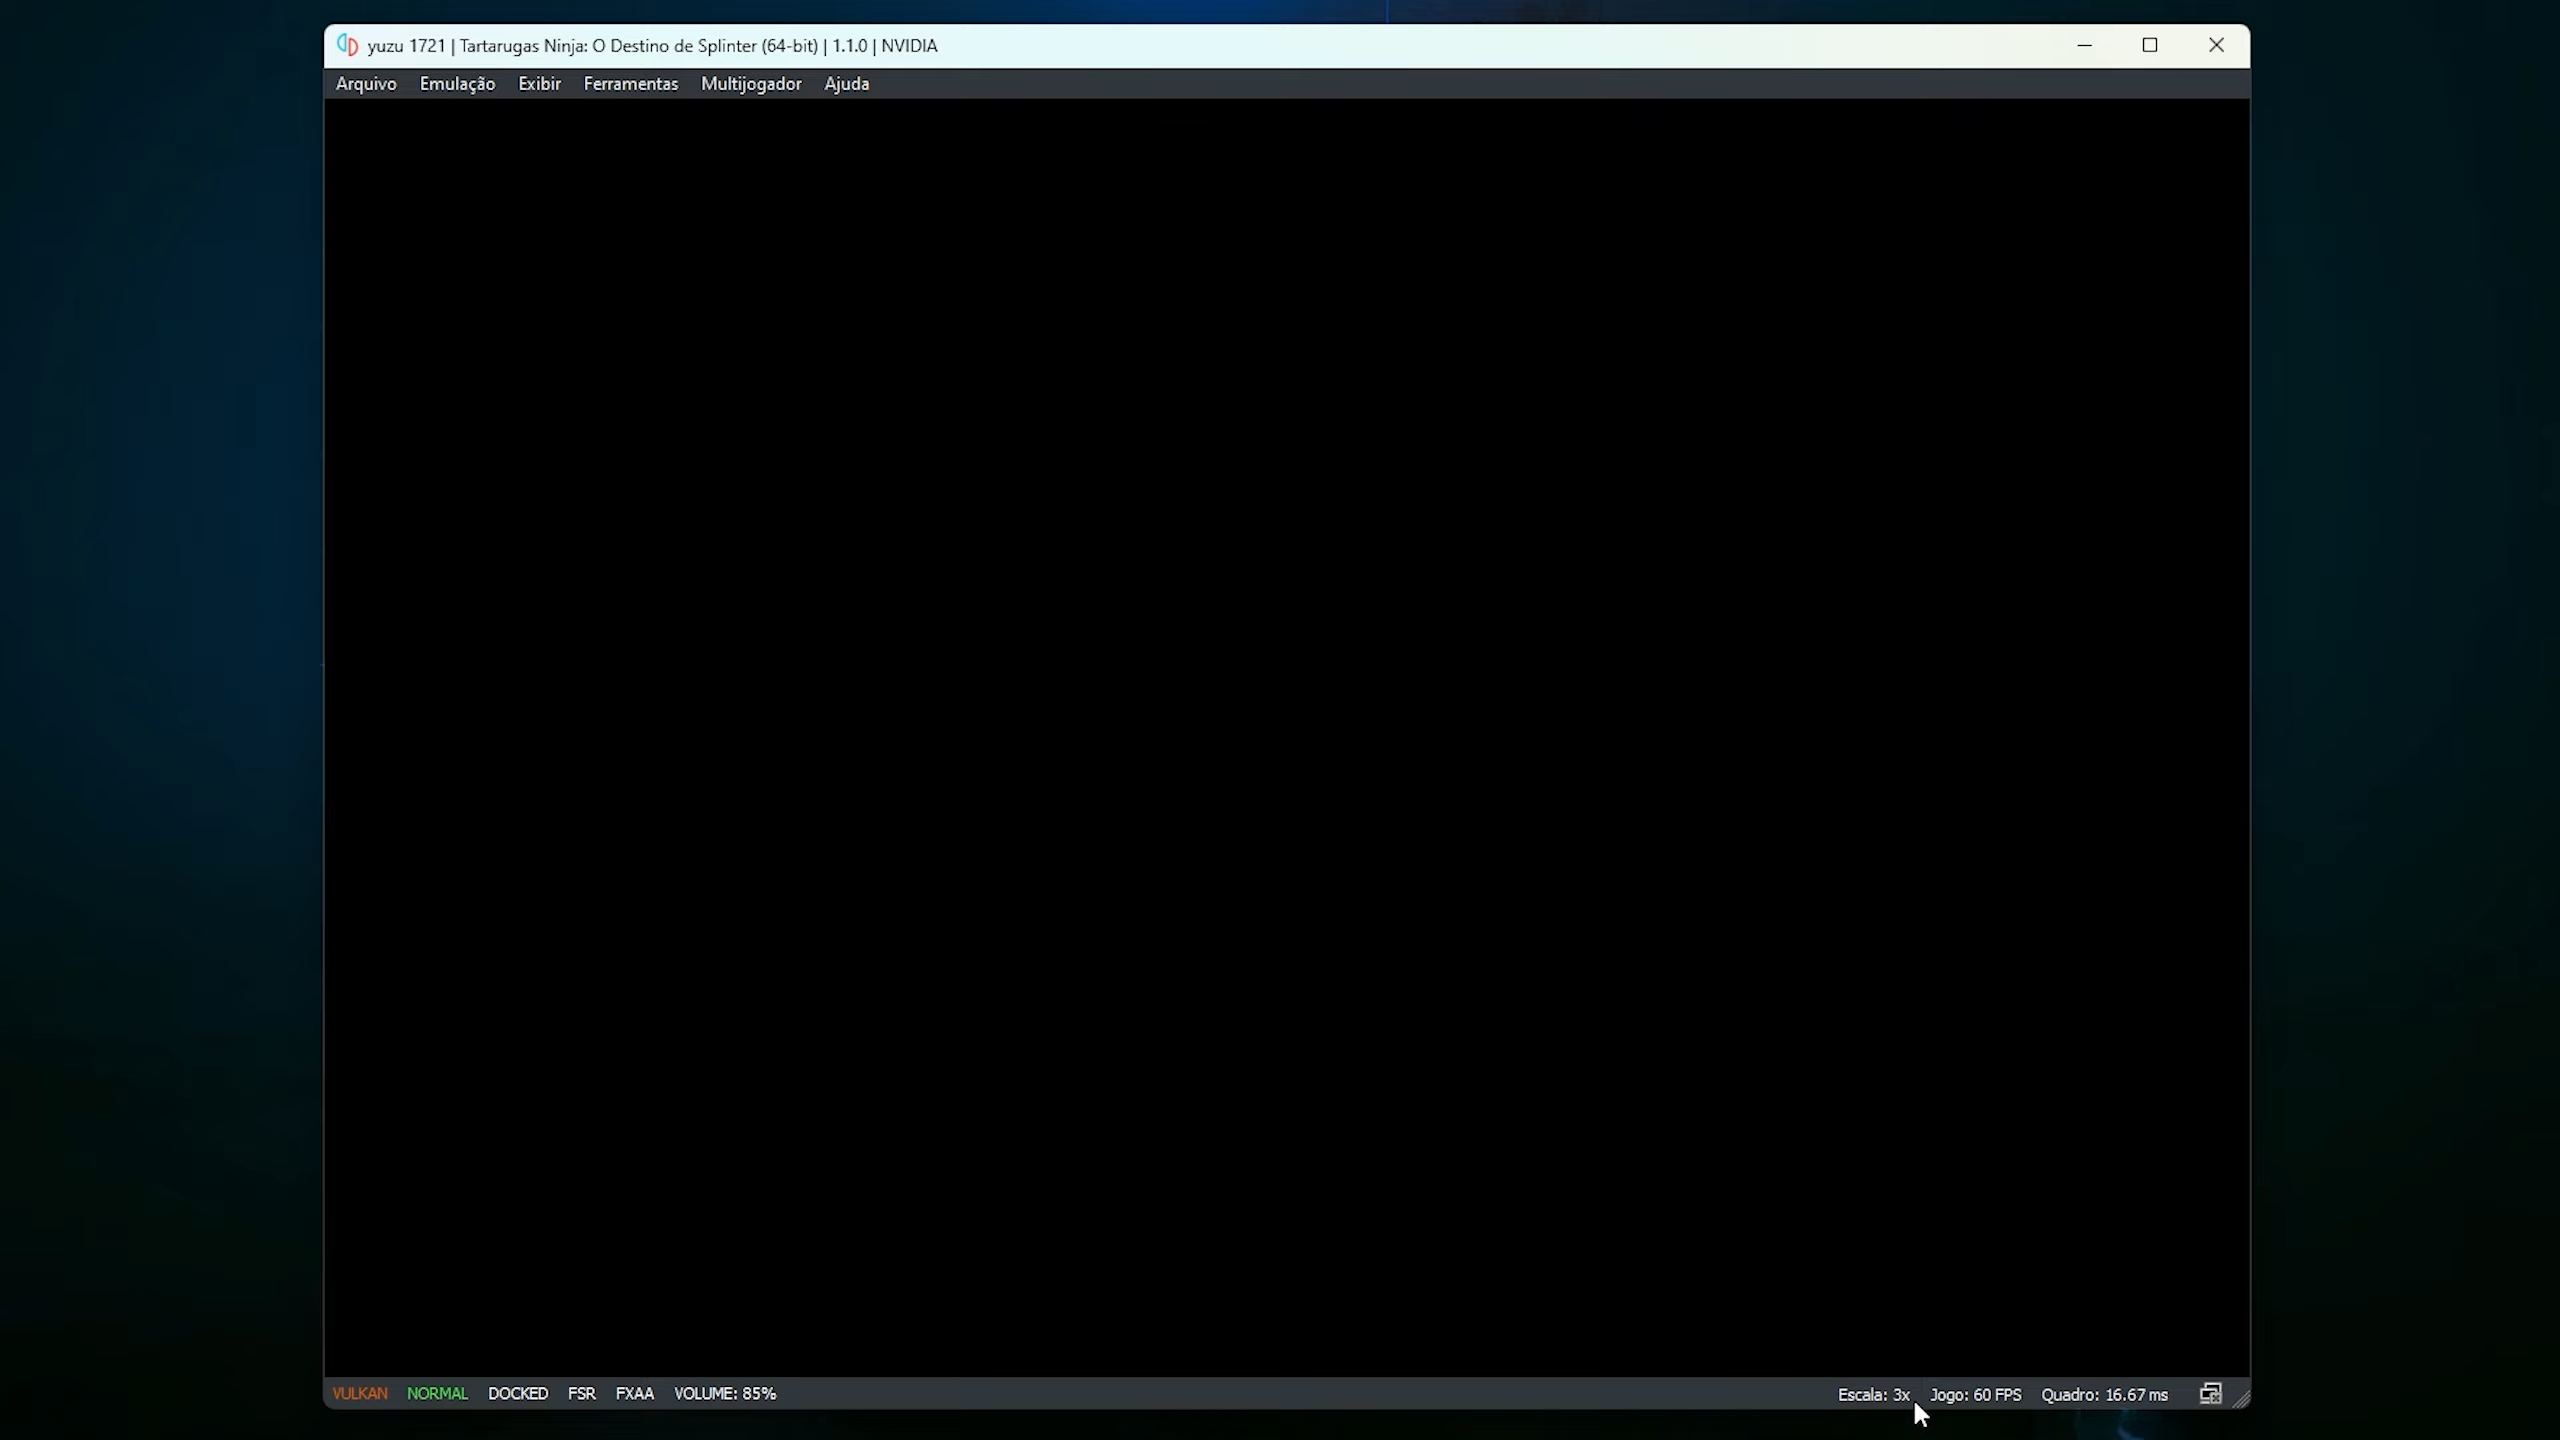 yuzu 1721 | Tartarugas Ninja: O Destino de Splinter (64-bit) | 1.1.0 | NVIDIA
Arquivo Emulação Exibir Ferramentas Multijogador Ajuda
VULKAN NORMAL DOCKED FSR FXAA VOLUME: 85% Escala: 3x Jogo: 60 FPS Quadro: 16.67 ms